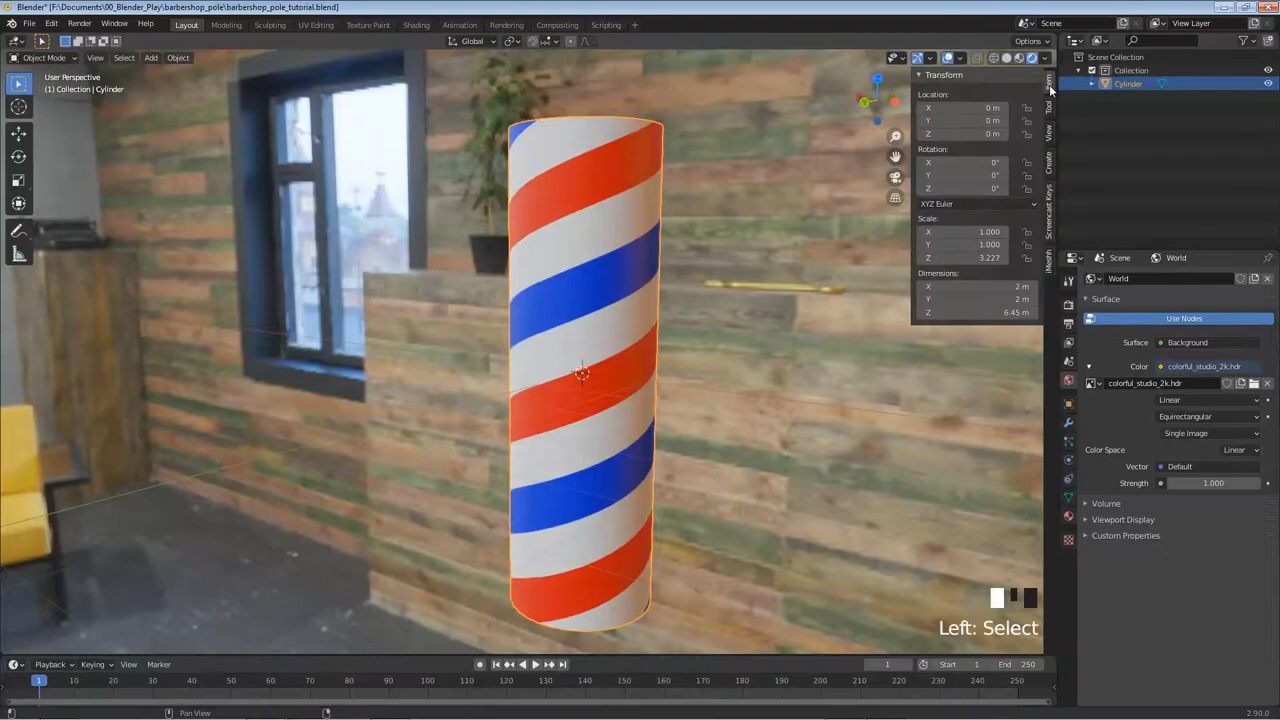 Blender* [F:\Documents\00_Blender_Play\barbershop_pole\barbershop_pole_tutorial.blend]
File Edit Render Window Help Layout Modeling Sculpting UV Editing Texture Paint Shading Animation Rendering Compositing Scripting Scene View Layer
Global Options
Object Mode View Select Add Object
User Perspective
(1) Collection | Cylinder
Transform
Location:
X 0 m
Y 0 m
Z 0 m
Rotation:
X 0°
Y 0°
Z 0°
XYZ Euler
Scale:
X 1.000
Y 1.000
Z 3.227
Dimensions:
X 2 m
Y 2 m
Z 6.45 m
Tool
View
Create
Screencast Keys
iMeshh
Scene Collection
Collection
Cylinder
Scene World
World
Surface
Use Nodes
Surface Background
Color colorful_studio_2k.hdr
colorful_studio_2k.hdr
Linear
Equirectangular
Single Image
Color Space Linear
Vector Default
Strength 1.000
Volume
Viewport Display
Custom Properties
Left: Select
Playback Keying View Marker 1 Start 1 End 250
1 10 20 30 40 50 60 70 80 90 100 110 120 130 140 150 160 170 180 190 200 210 220 230 240 250
Pan View 2.90.0